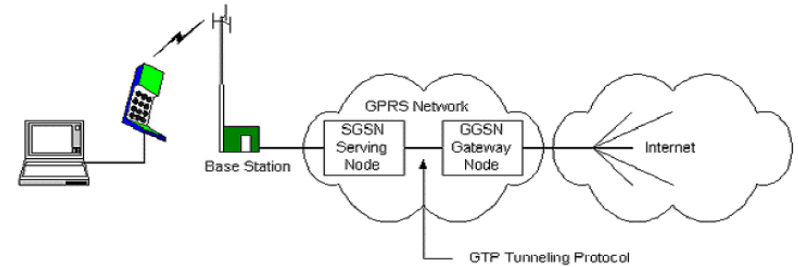 GPRS Network
SGSN
Serving
Node
GGSN
Gateway
Node
Internet
Base Station
GTP Tunneling Protocol